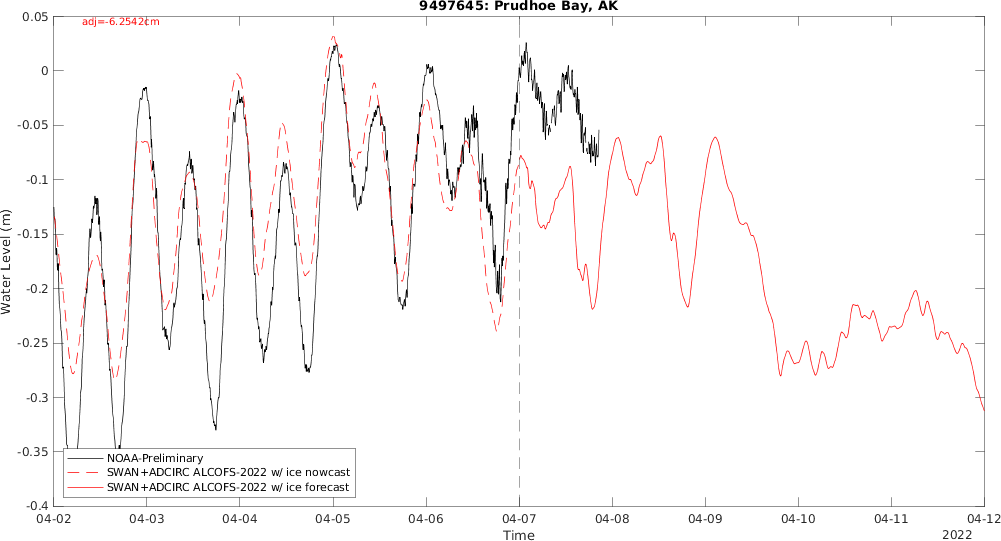 9497645: Prudhoe Bay, AK
adj=-6.2542cm
0.05
0
-0.05
-0.1
-0.15
-0.2
-0.25
-0.3
-0.35
-0.4
Water Level (m)
NOAA-Preliminary
SWAN+ADCIRC ALCOFS-2022 w/ ice nowcast
SWAN+ADCIRC ALCOFS-2022 w/ ice forecast
04-02 04-03 04-04 04-05 04-06 04-07 04-08 04-09 04-10 04-11 04-12
Time
2022